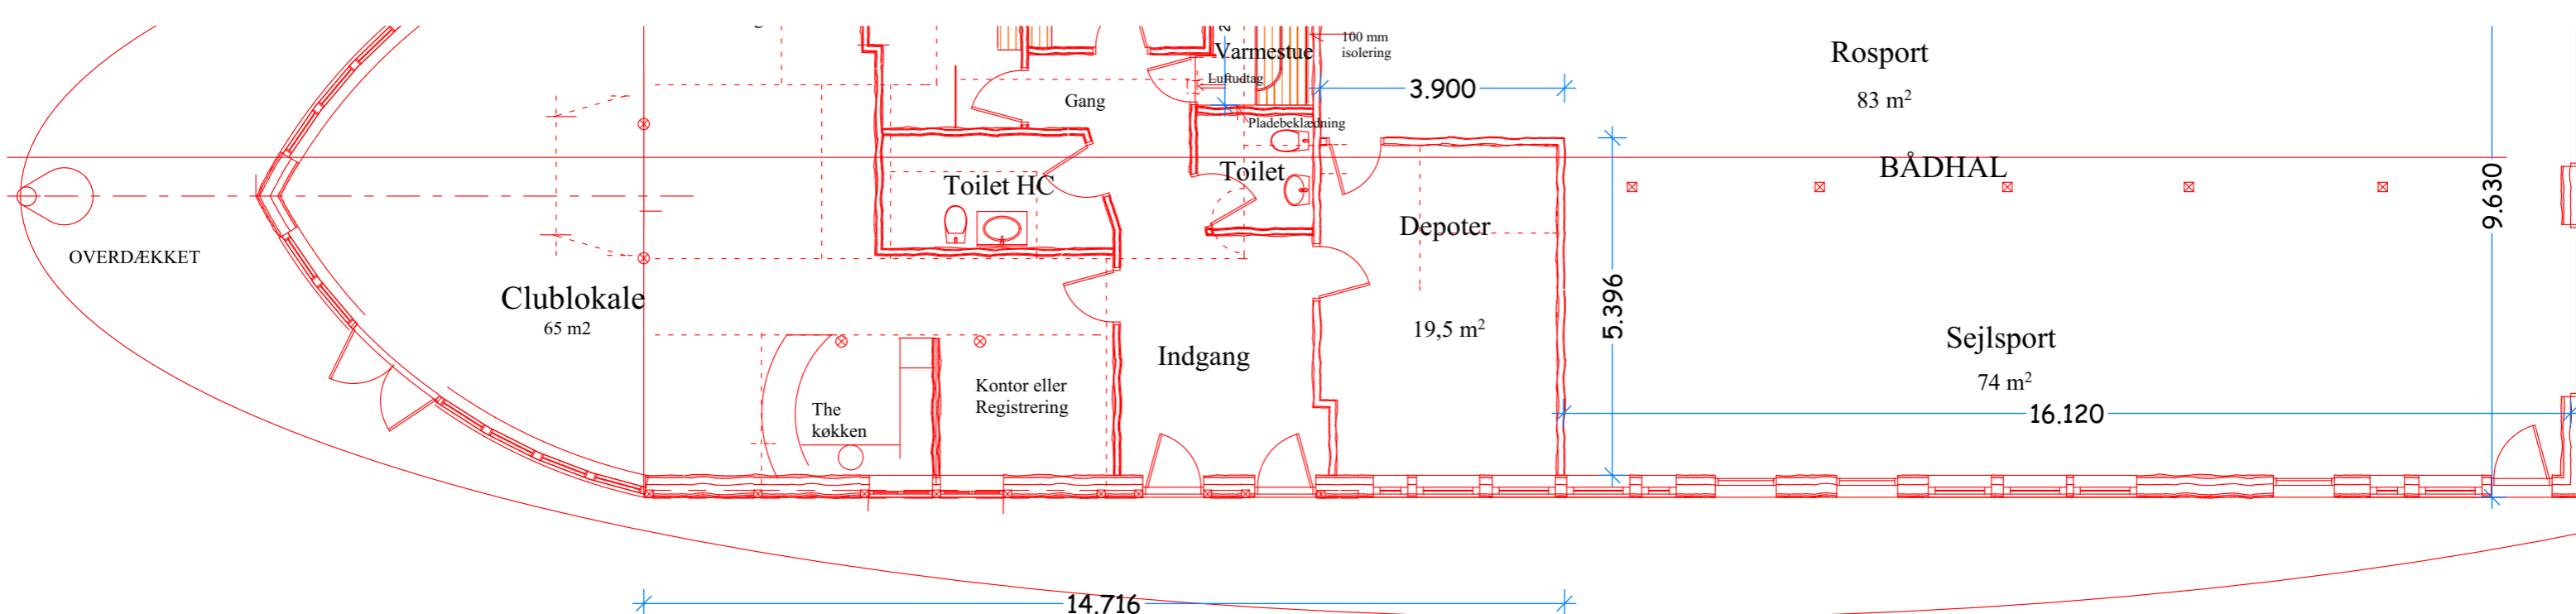 Varmestue
100 mm
isolering
Luftudtag
3.900
Rosport
83 m²
Gang
Pladebeklædning
Toilet HC
Toilet
BÅDHAL
9.630
Depoter
OVERDÆKKET
Clublokale
65 m2
5.396
19,5 m²
Sejlsport
74 m²
Indgang
Kontor eller
Registrering
The
køkken
16.120
14.716